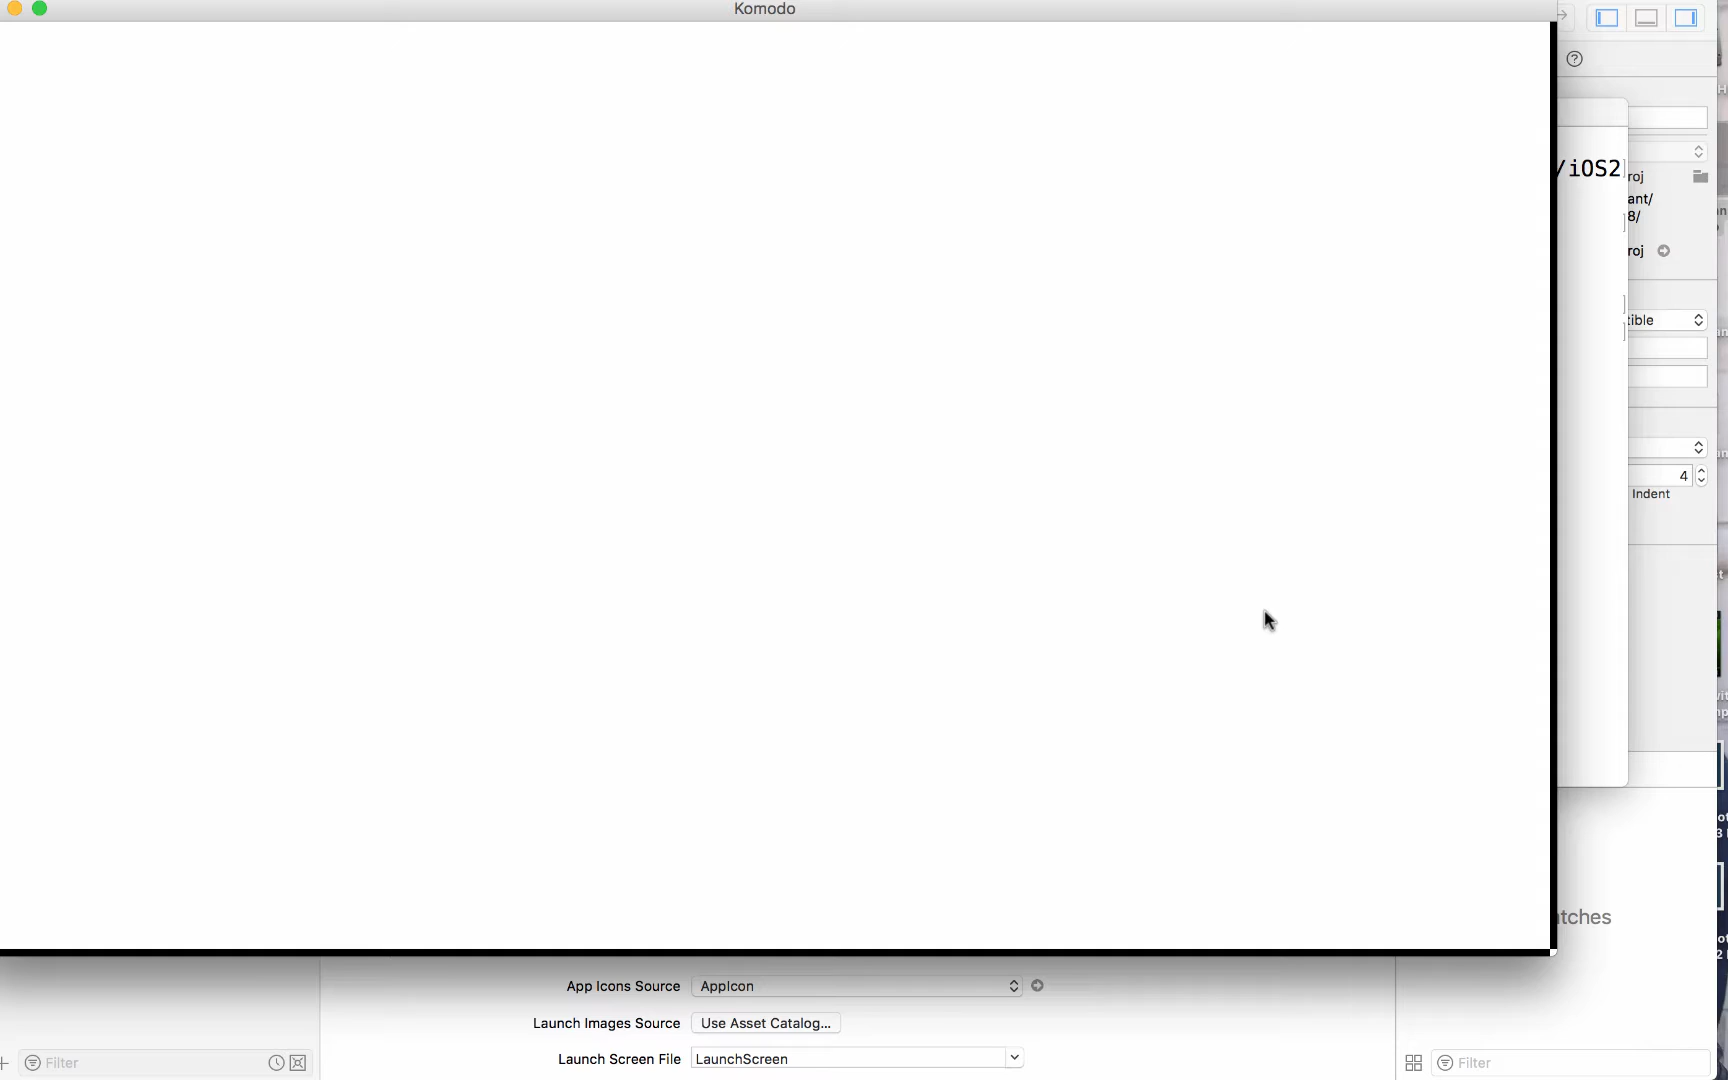 Komodo
/iOS2
roj
ant/
8/
roj
tible
4
Indent
tches
App Icons Source AppIcon
Launch Images Source Use Asset Catalog...
Launch Screen File LaunchScreen
Filter
Filter